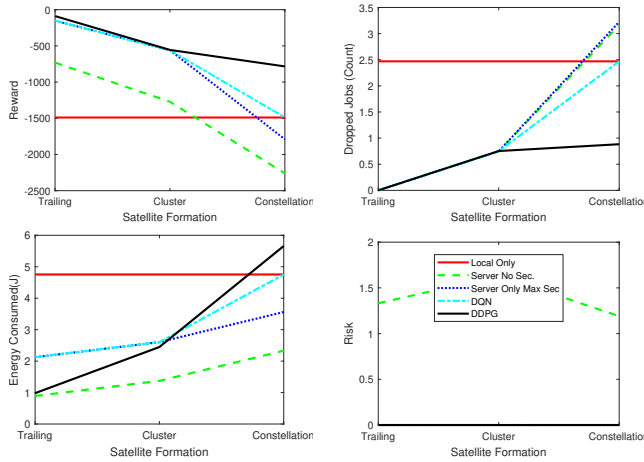 0
-500
-1000
-1500
-2000
-2500
Reward
Trailing
Cluster
Constellation
Satellite Formation
3.5
3
2.5
2
1.5
1
0.5
0
Dropped Jobs (Count)
Trailing
Cluster
Constellation
Satellite Formation
6
5
4
3
2
1
0
Energy Consumed(J)
Trailing
Cluster
Constellation
Satellite Formation
2
1.5
1
0.5
0
Risk
Local Only
Server No Sec.
Server Only Max Sec
DQN
DDPG
Trailing
Cluster
Constellation
Satellite Formation